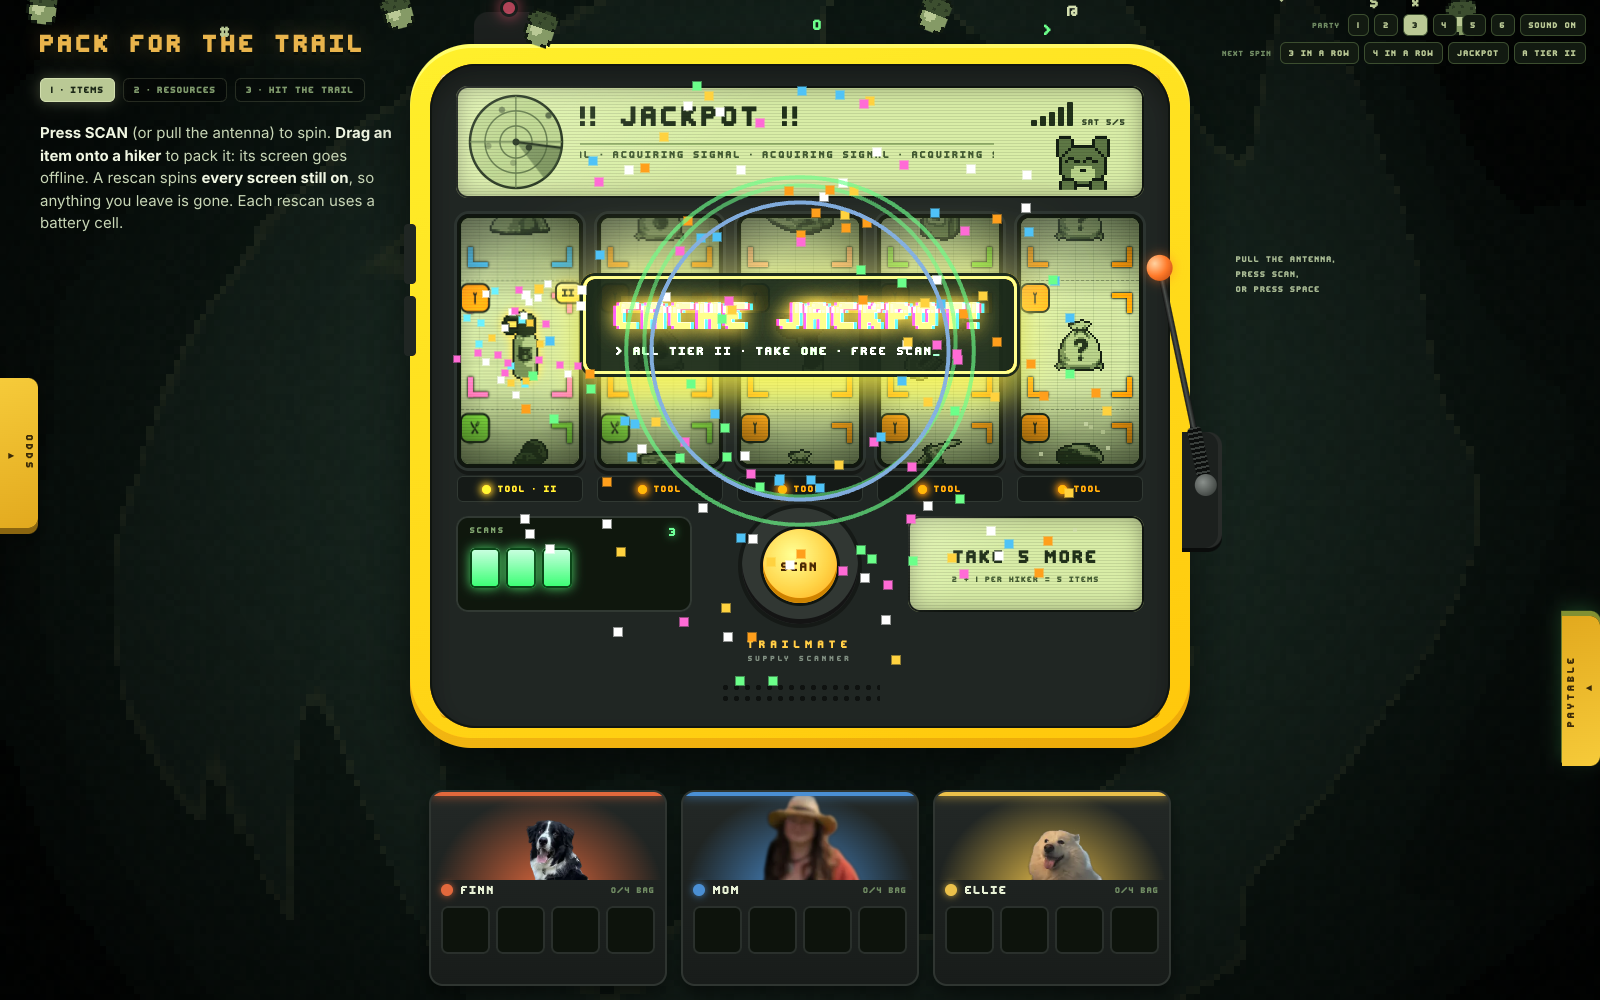 PACK FOR THE TRAIL
1 · ITEMS
2 · RESOURCES
3 · HIT THE TRAIL
Press SCAN (or pull the antenna) to spin. Drag an
item onto a hiker to pack it: its screen goes
offline. A rescan spins every screen still on, so
anything you leave is gone. Each rescan uses a
battery cell.
PARTY
1
2
3
4
5
6
SOUND ON
NEXT SPIN
3 IN A ROW
4 IN A ROW
JACKPOT
A TIER II
!! JACKPOT !!
· ACQUIRING SIGNAL · ACQUIRING SIGNAL · ACQUIRING
SAT 5/5
II
CACHE JACKPOT
> ALL TIER II · TAKE ONE · FREE SCAN_
?
PULL THE ANTENNA,
PRESS SCAN,
OR PRESS SPACE
TOOL · II
TOOL
TOOL
TOOL
TOOL
SCANS
3
SCAN
TAKE 5 MORE
2 + 1 PER HIKER = 5 ITEMS
TRAILMATE
SUPPLY SCANNER
ODDS
PAYTABLE
FINN
0/4 BAG
MOM
0/4 BAG
ELLIE
0/4 BAG